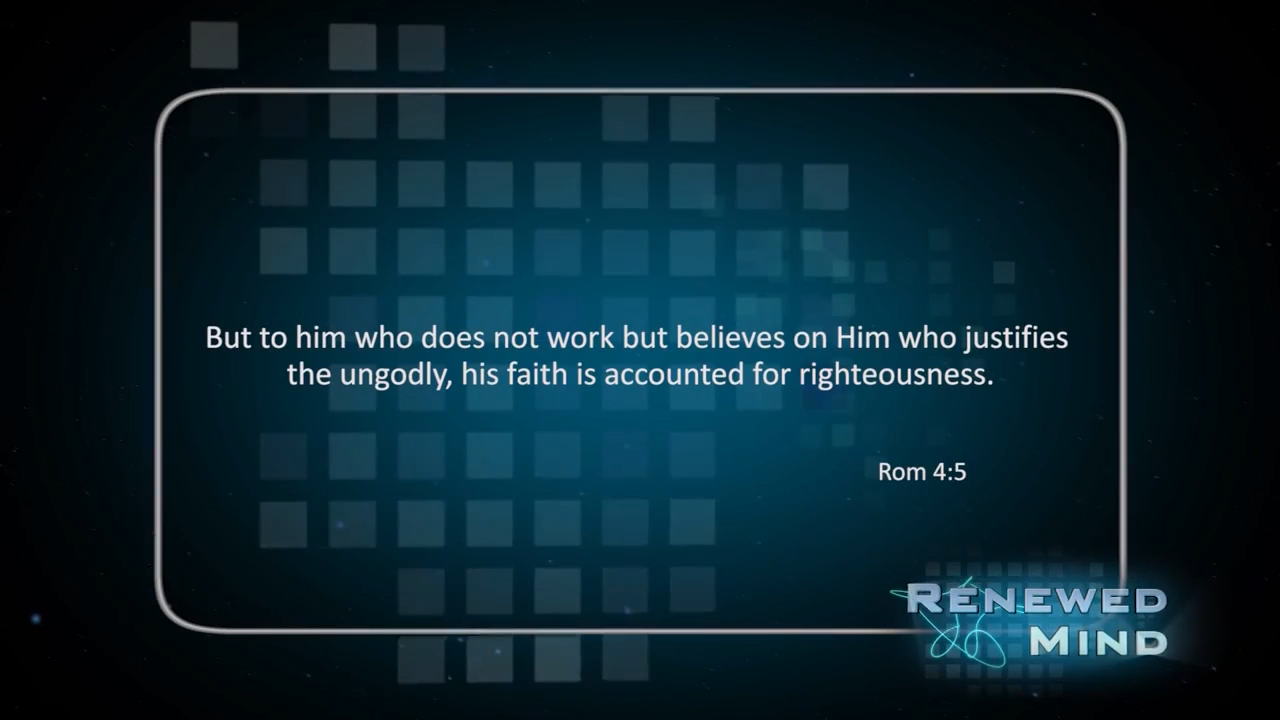 But to him who does not work but believes on Him who justifies
the ungodly, his faith is accounted for righteousness.
Rom 4:5
RENEWED
MIND